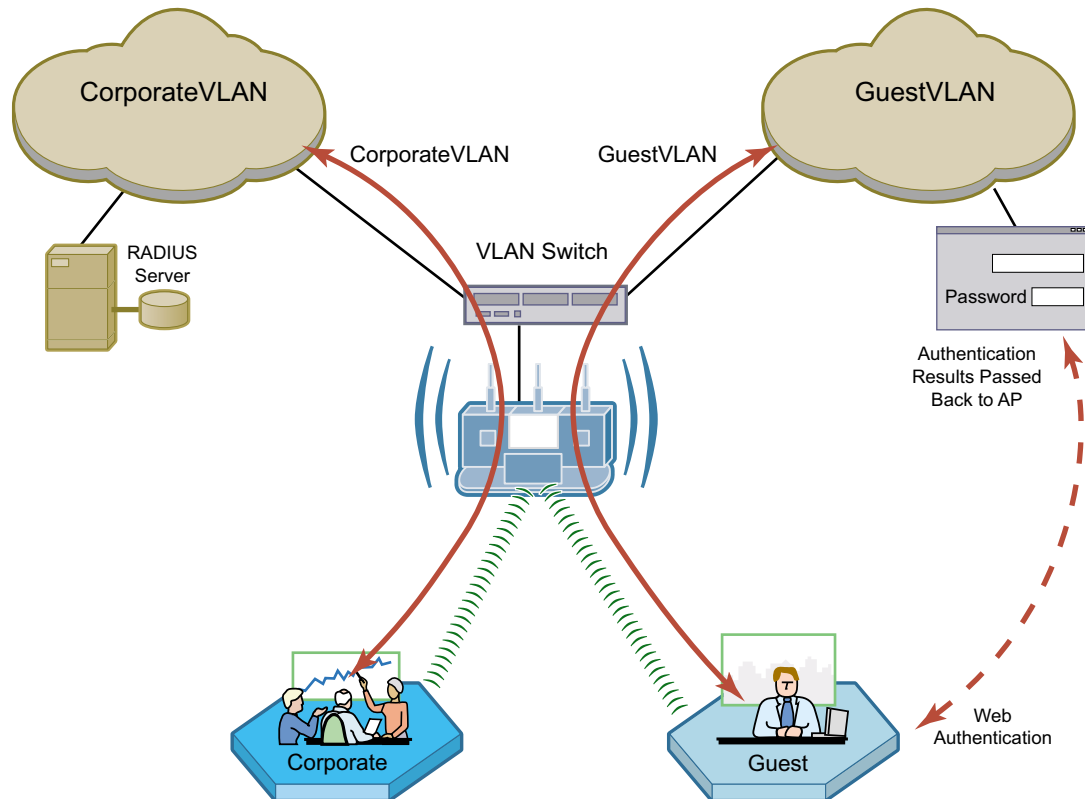 CorporateVLAN
GuestVLAN
CorporateVLAN
GuestVLAN
RADIUS
Server
VLAN Switch
Password
Authentication
Results Passed
Back to AP
Corporate
Guest
Web
Authentication